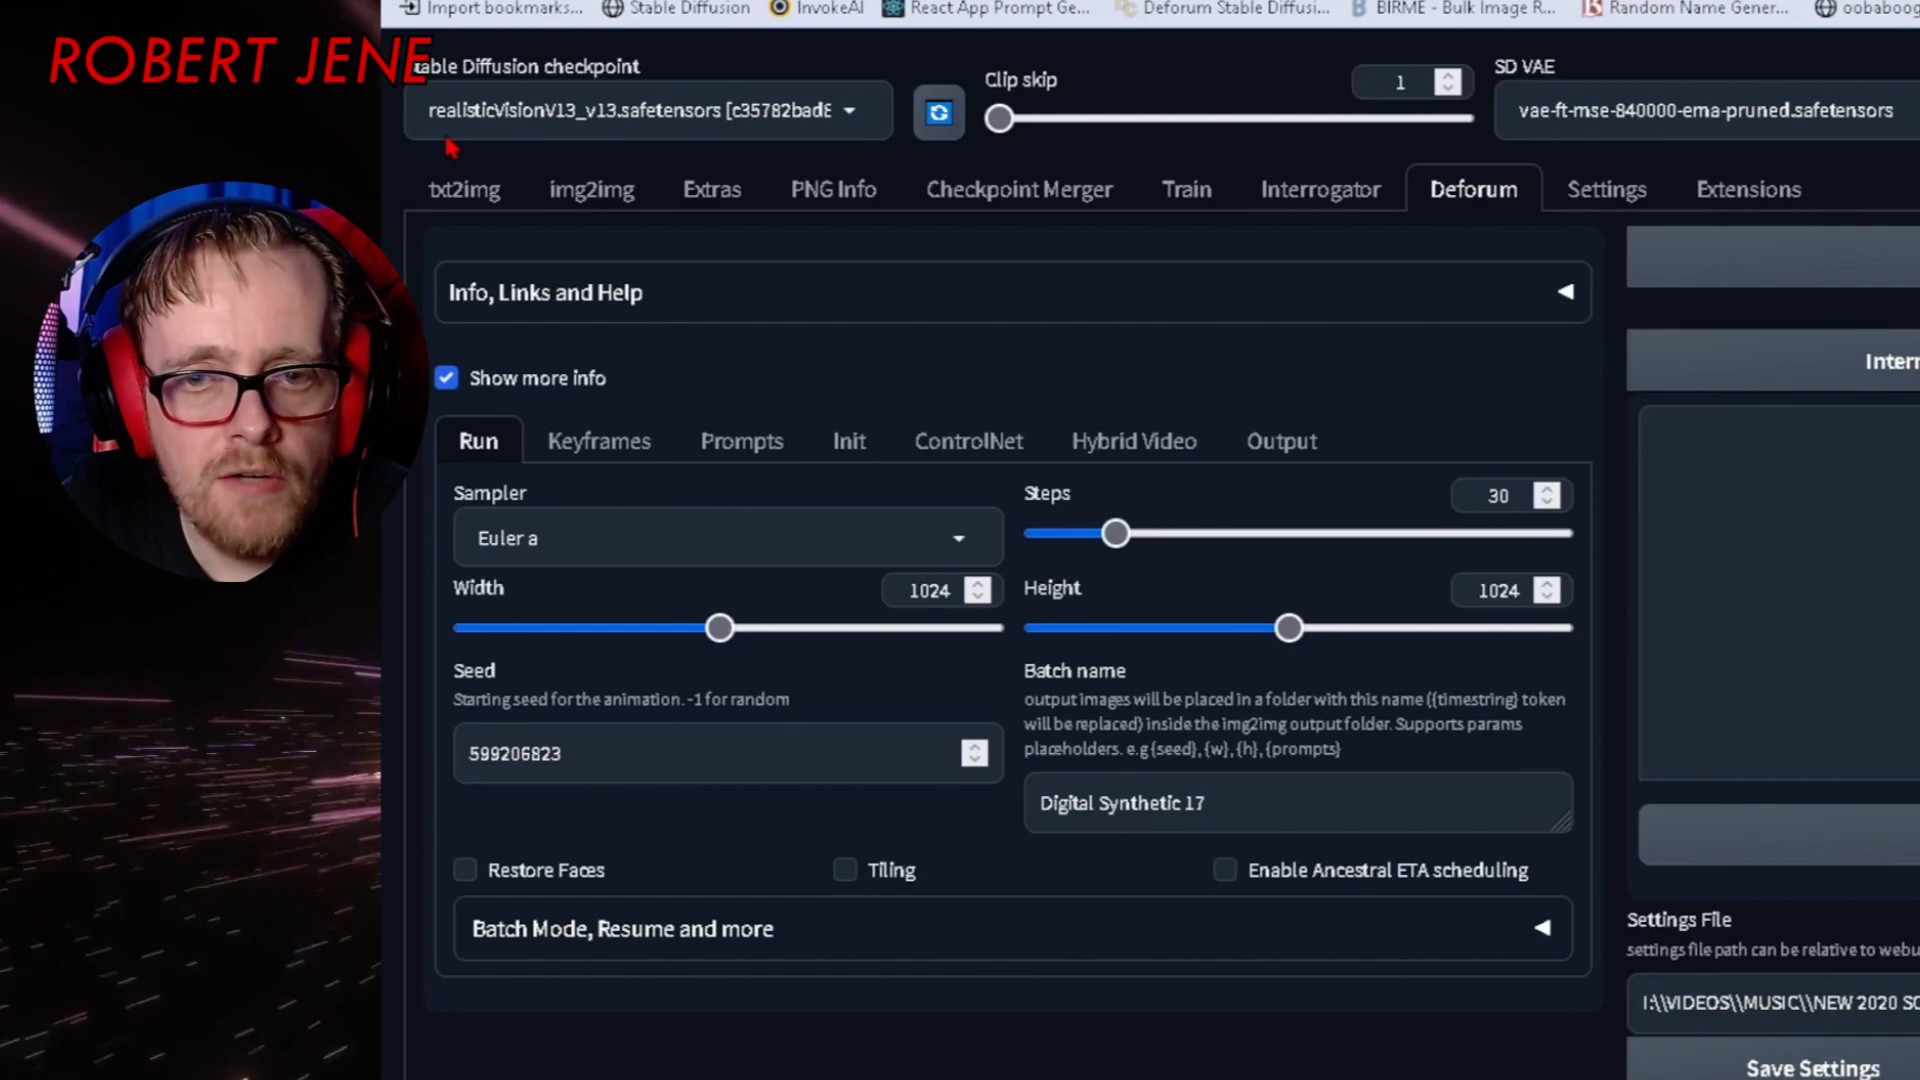 Import bookmarks...
Stable Diffusion
InvokeAI
React App Prompt Ge...
Deforum Stable Diffusi...
BIRME - Bulk Image R...
Random Name Gener...
ooba
ROBERT JENE
table Diffusion checkpoint
Clip skip
1
SD VAE
realisticVisionV13_v13.safetensors [c35782bad8
vae-ft-mse-840000-ema-pruned.safetensors
txt2img
img2img
Extras
PNG Info
Checkpoint Merger
Train
Interrogator
Deforum
Settings
Extensions
Info, Links and Help
Inter
Show more info
Run
Keyframes
Prompts
Init
ControlNet
Hybrid Video
Output
Sampler
Steps
30
Euler a
Width
1024
Height
1024
Seed
Starting seed for the animation. -1 for random
599206823
Batch name
output images will be placed in a folder with this name ({timestring} token
will be replaced) inside the img2img output folder. Supports params
placeholders. e.g {seed}, {w}, {h}, {prompts}
Digital Synthetic 17
Restore Faces
Tiling
Enable Ancestral ETA scheduling
Batch Mode, Resume and more
Settings File
settings file path can be relative to webu
I:\\VIDEOS\\MUSIC\\NEW 2020 SO
Save Settings